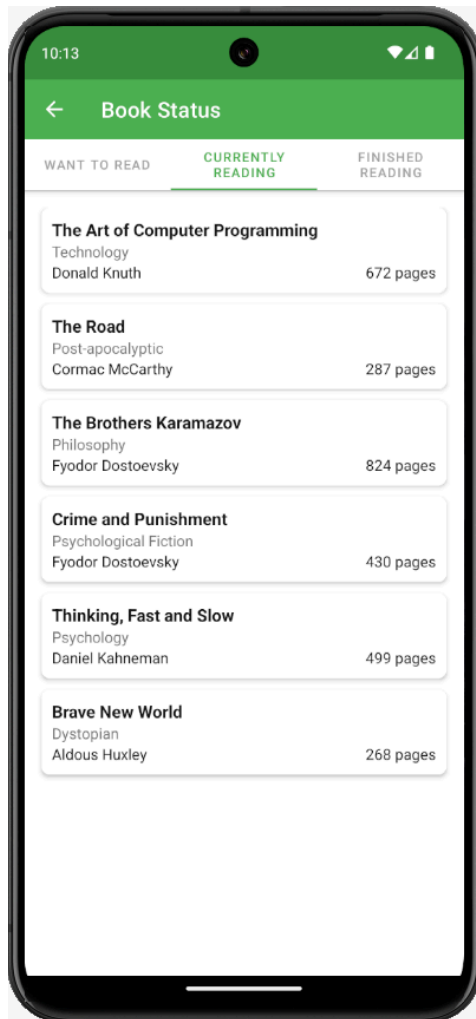 10:13
Book Status
WANT TO READ
CURRENTLY
READING
FINISHED
READING
The Art of Computer Programming
Technology
Donald Knuth 672 pages
The Road
Post-apocalyptic
Cormac McCarthy 287 pages
The Brothers Karamazov
Philosophy
Fyodor Dostoevsky 824 pages
Crime and Punishment
Psychological Fiction
Fyodor Dostoevsky 430 pages
Thinking, Fast and Slow
Psychology
Daniel Kahneman 499 pages
Brave New World
Dystopian
Aldous Huxley 268 pages